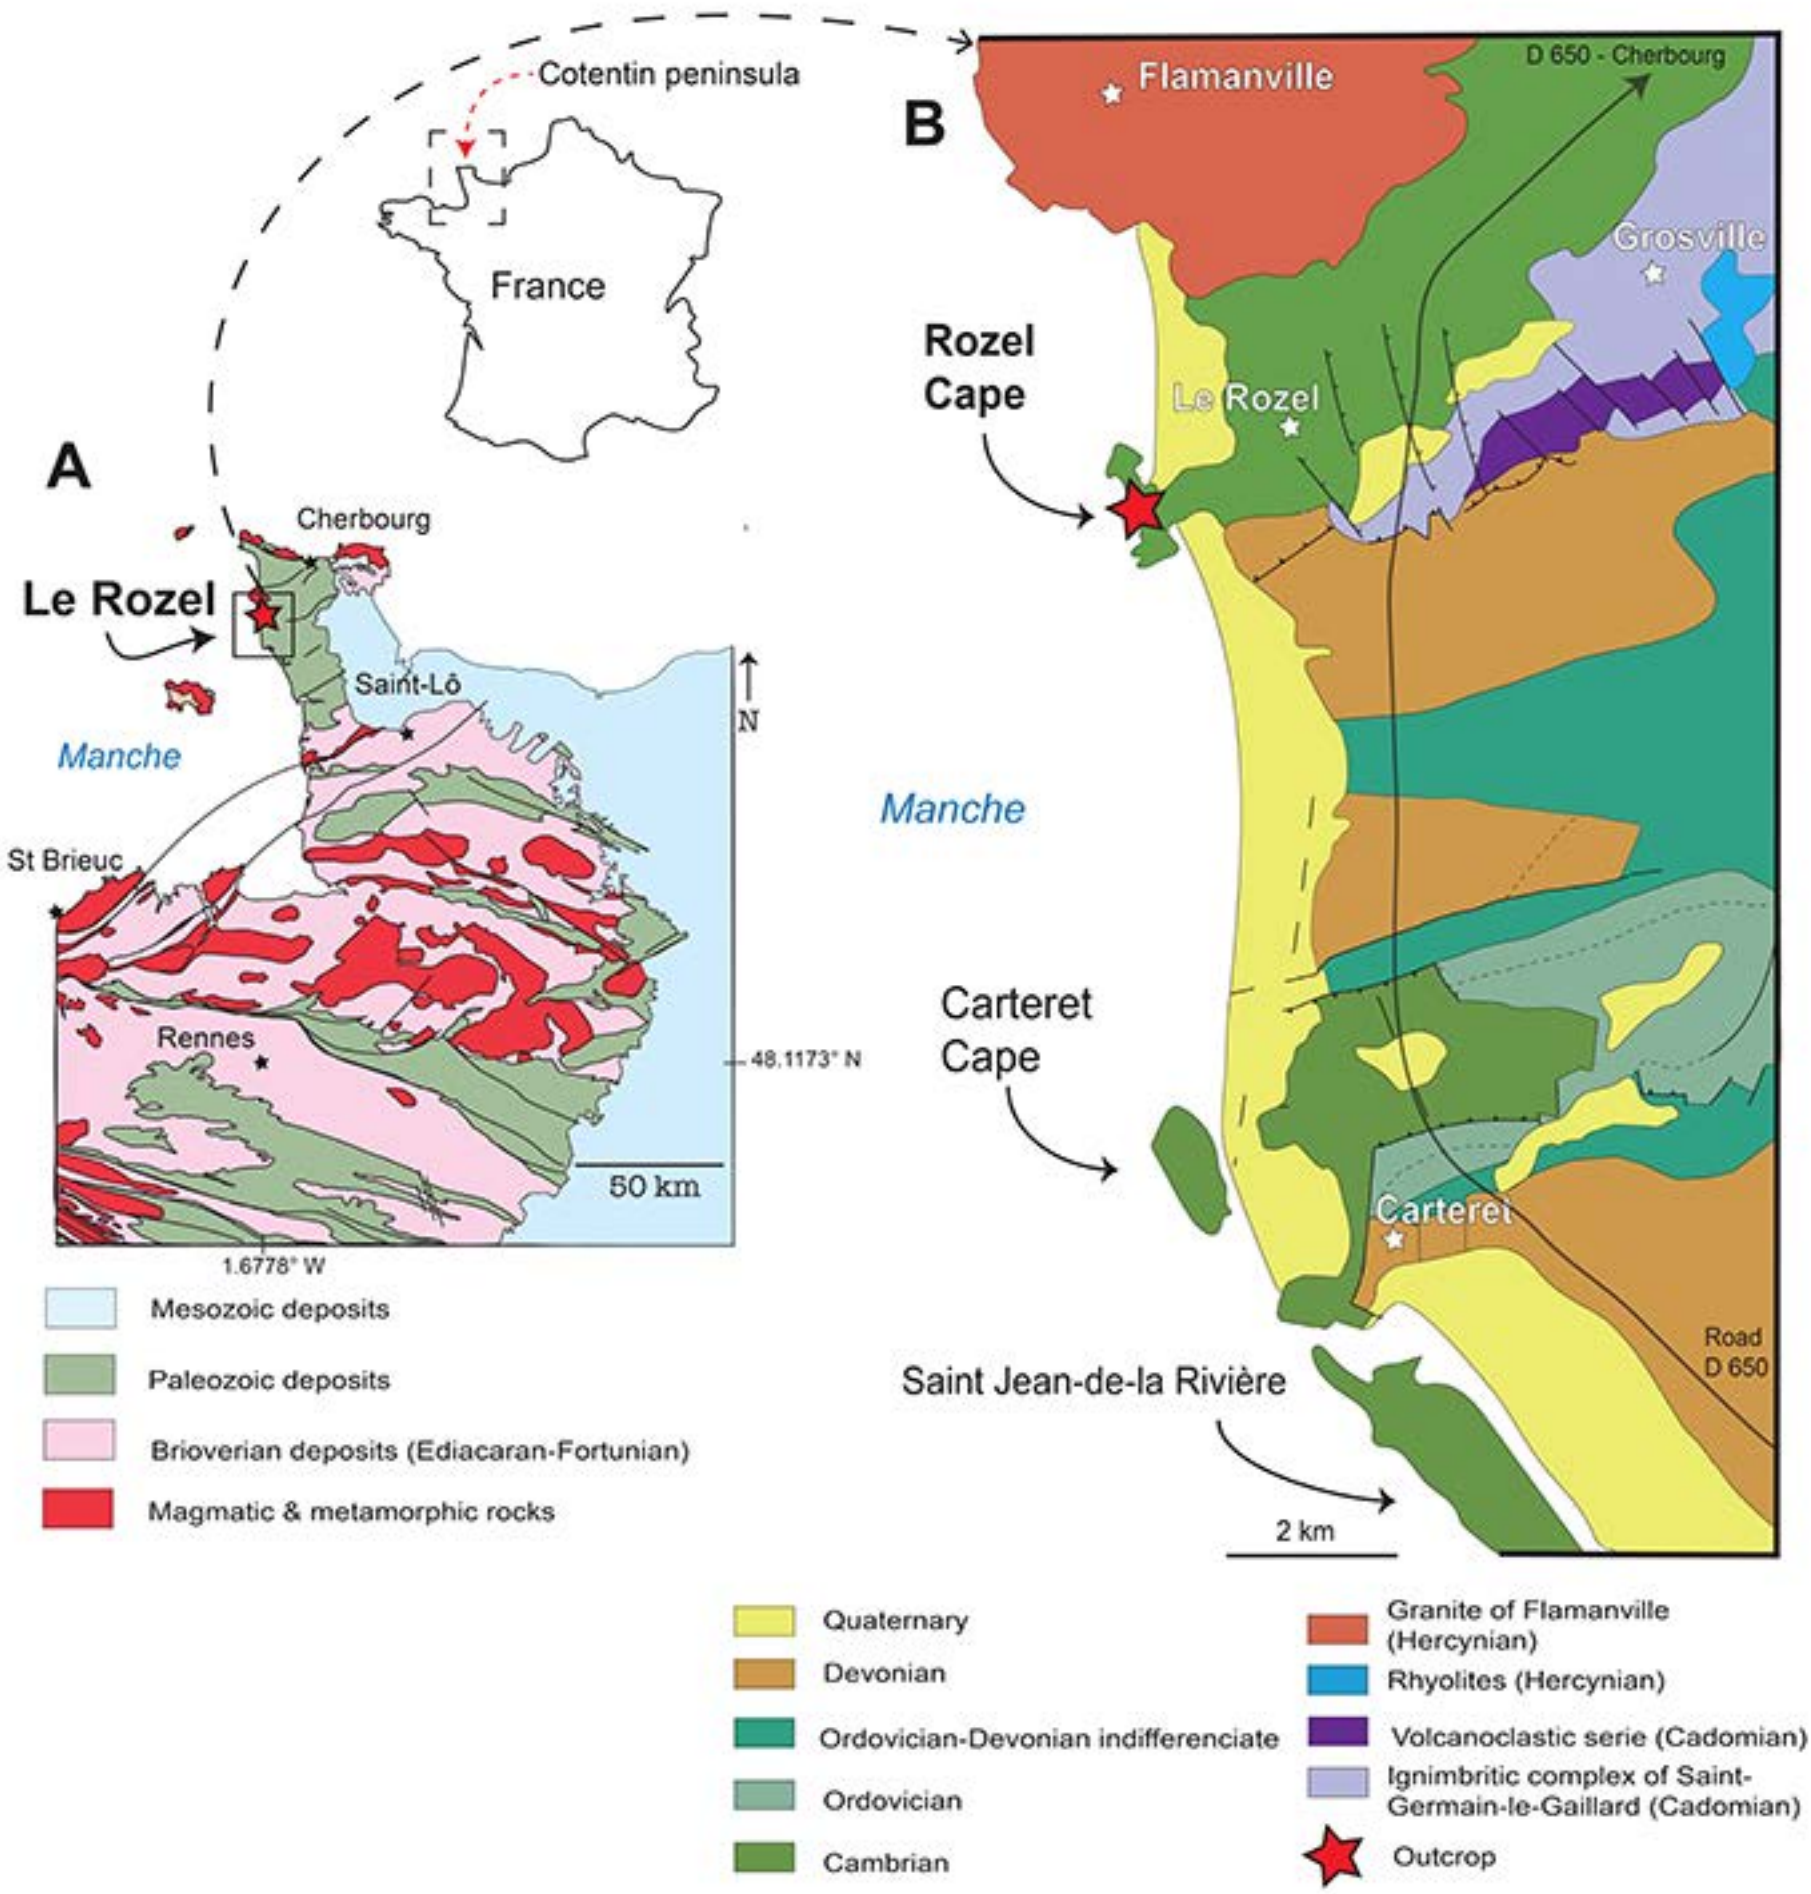 Cotentin peninsula
France
A
Cherbourg
Le Rozel
Saint-Lô
N
Manche
St Brieuc
Rennes
48.1173° N
50 km
1.6778° W
Mesozoic deposits
Paleozoic deposits
Brioverian deposits (Ediacaran-Fortunian)
Magmatic & metamorphic rocks
B
D 650 - Cherbourg
Flamanville
Grosville
Rozel
Cape
Le Rozel
Manche
Carteret
Cape
Carteret
Saint Jean-de-la Rivière
Road
D 650
2 km
Quaternary
Devonian
Ordovician-Devonian indifferenciate
Ordovician
Cambrian
Granite of Flamanville
(Hercynian)
Rhyolites (Hercynian)
Volcanoclastic serie (Cadomian)
Ignimbritic complex of Saint-
Germain-le-Gaillard (Cadomian)
Outcrop